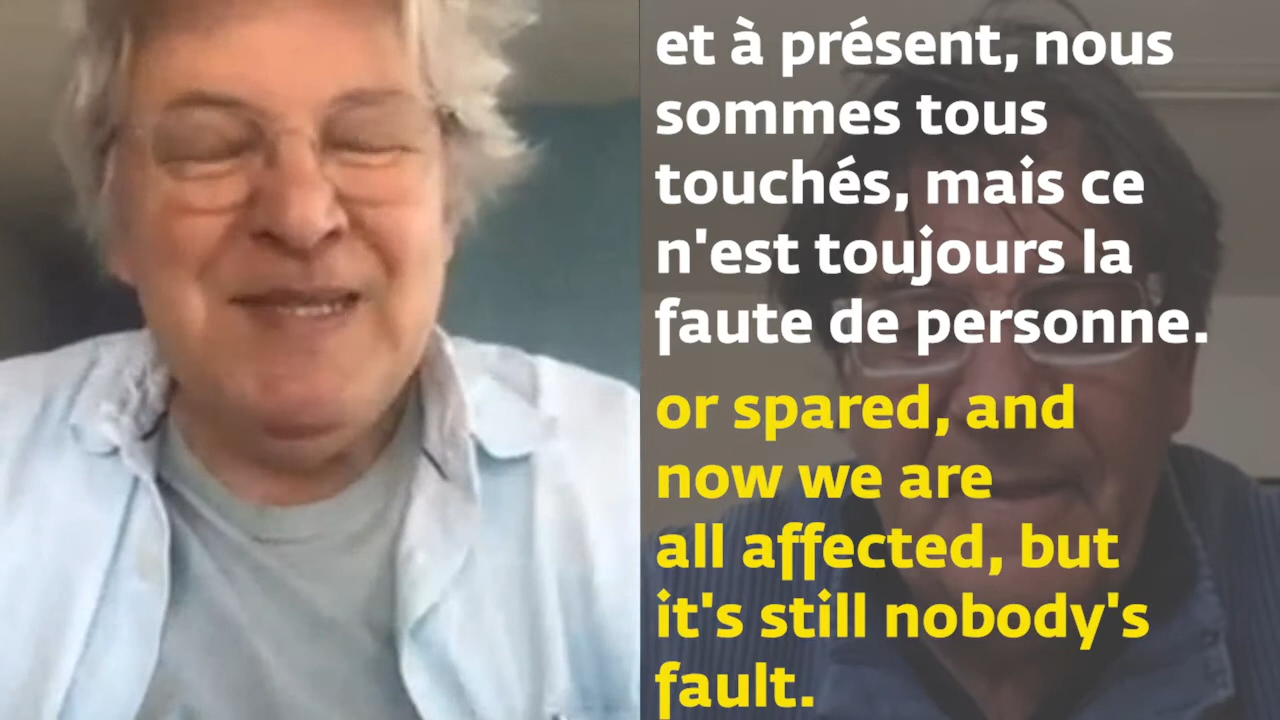 et à présent, nous
sommes tous
touchés, mais ce
n'est toujours la
faute de personne.
or spared, and
now we are
all affected, but
it's still nobody's
fault.